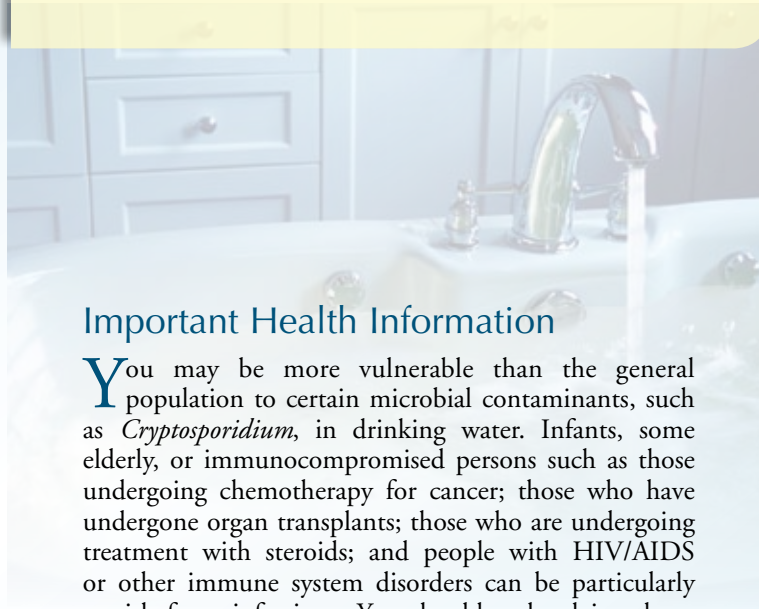 Important Health Information
You may be more vulnerable than the general
population to certain microbial contaminants, such
as Cryptosporidium, in drinking water. Infants, some
elderly, or immunocompromised persons such as those
undergoing chemotherapy for cancer; those who have
undergone organ transplants; those who are undergoing
treatment with steroids; and people with HIV/AIDS
or other immune system disorders can be particularly